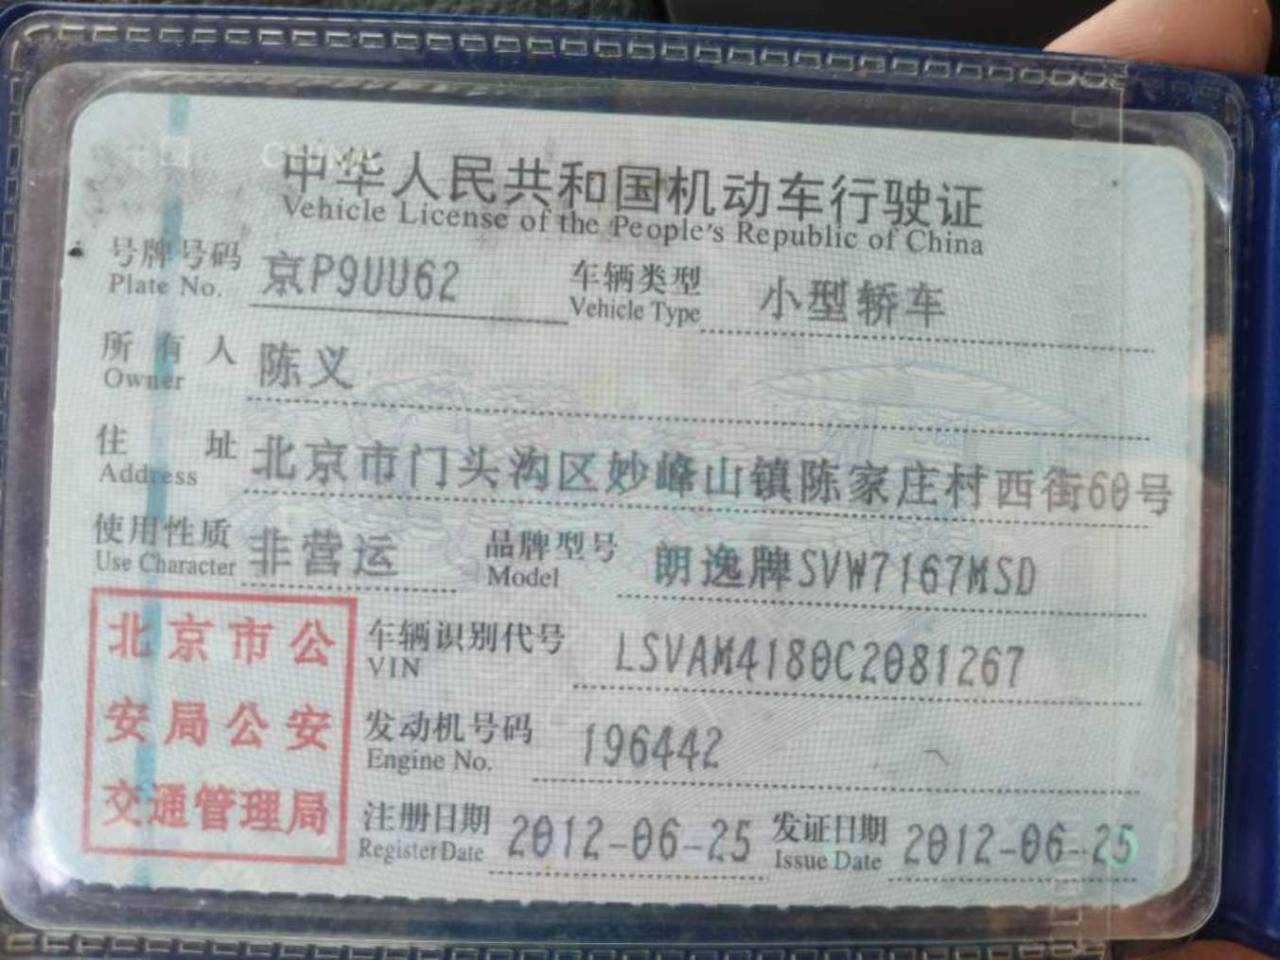 中华人民共和国机动车行驶证
Vehicle License of the People's Republic of China
号牌号码 京P9UU62 车辆类型 小型轿车
Plate No. Vehicle Type
所有人 陈义
Owner
住址 北京市门头沟区妙峰山镇陈家庄村西街60号
Address
使用性质 非营运 品牌型号 朗逸牌SVW7167MSD
Use Character Model
北京市公
安局公安
交通管理局
车辆识别代号 LSVAM4180C2081267
VIN
发动机号码 196442
Engine No.
注册日期 2012-06-25 发证日期 2012-06-25
Register Date Issue Date